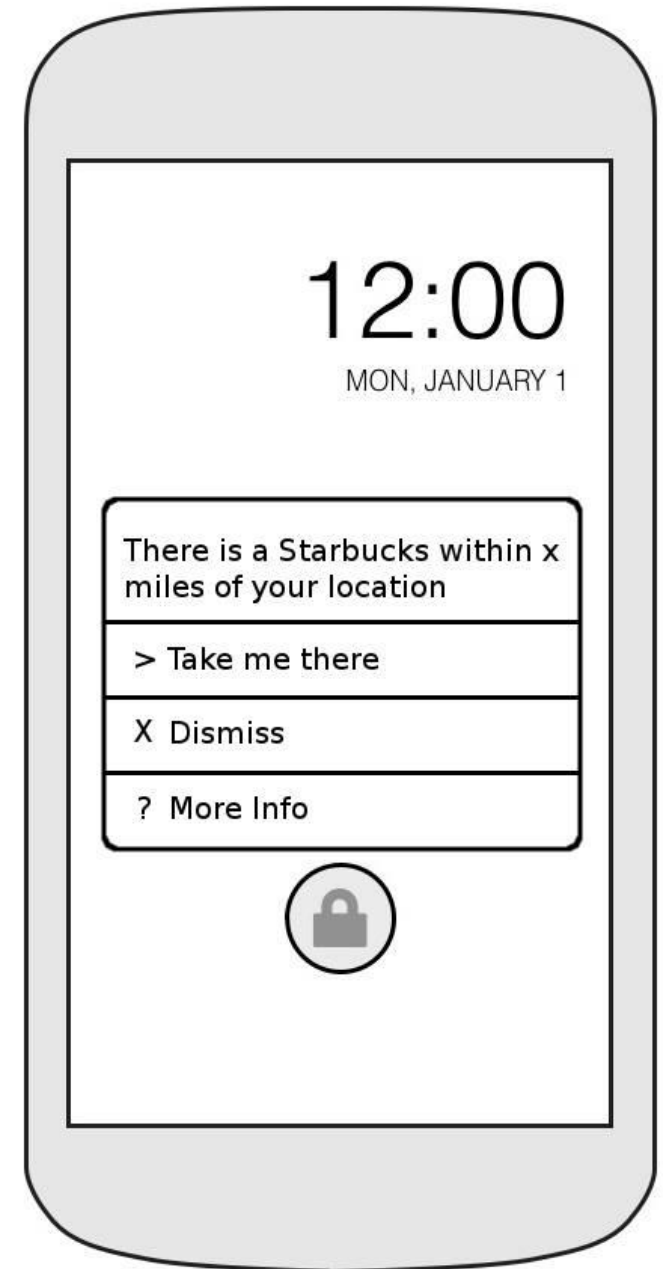 12:00
MON, JANUARY 1
There is a Starbucks within x
miles of your location
> Take me there
X Dismiss
? More Info